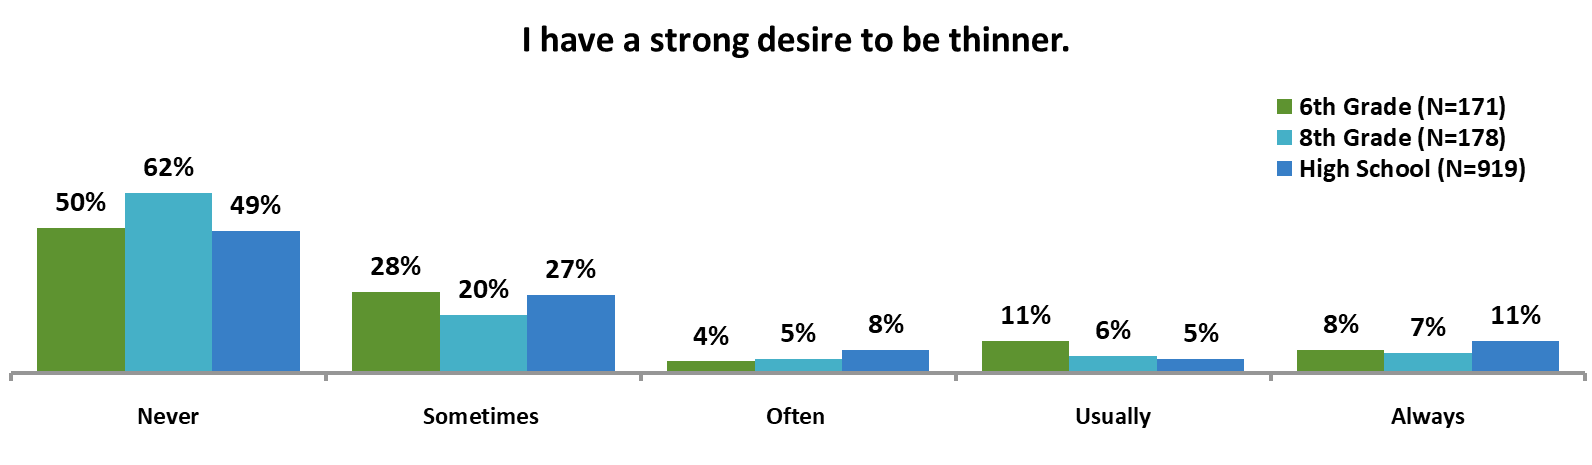 I have a strong desire to be thinner.
6th Grade (N=171)
8th Grade (N=178)
High School (N=919)
50% 62% 49%
28% 20% 27%
4% 5% 8%
11% 6% 5%
8% 7% 11%
Never Sometimes Often Usually Always